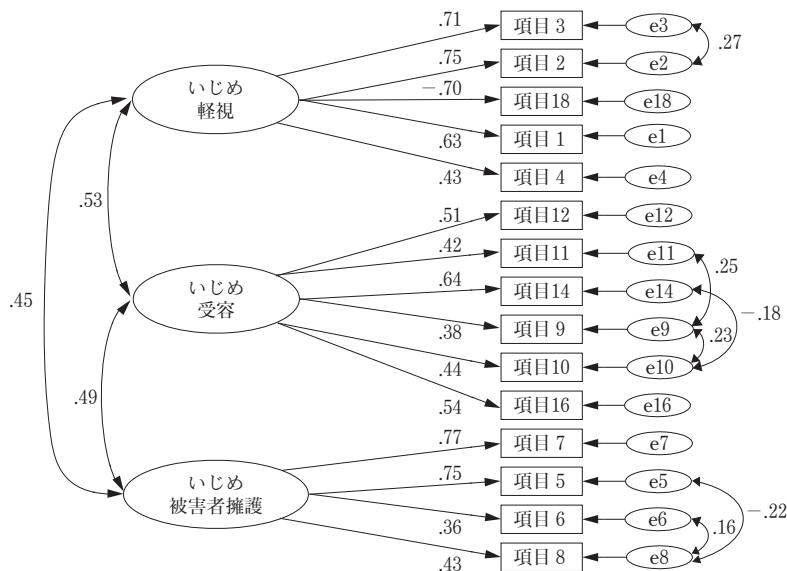 .71 項目3 e3
.27
.75 項目2 e2
いじめ
軽視
−.70 項目18 e18
項目1 e1
.63
.43 項目4 e4
.53
.51 項目12 e12
.42 項目11 e11
.25
いじめ
受容
.64 項目14 e14
−.18
.45
項目9 e9
.38
.23
項目10 e10
.44
.49
.54 項目16 e16
.77 項目7 e7
いじめ
被害者擁護
.75 項目5 e5
−.22
項目6 e6
.36
.16
.43 項目8 e8